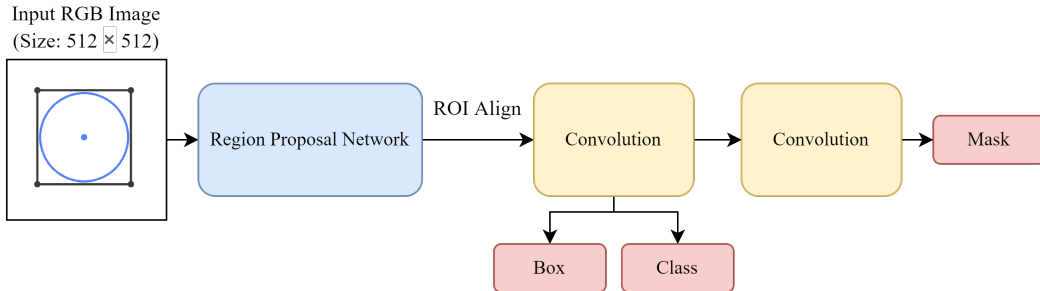 Input RGB Image
(Size: 512 × 512)
Region Proposal Network
ROI Align
Convolution
Convolution
Mask
Box
Class